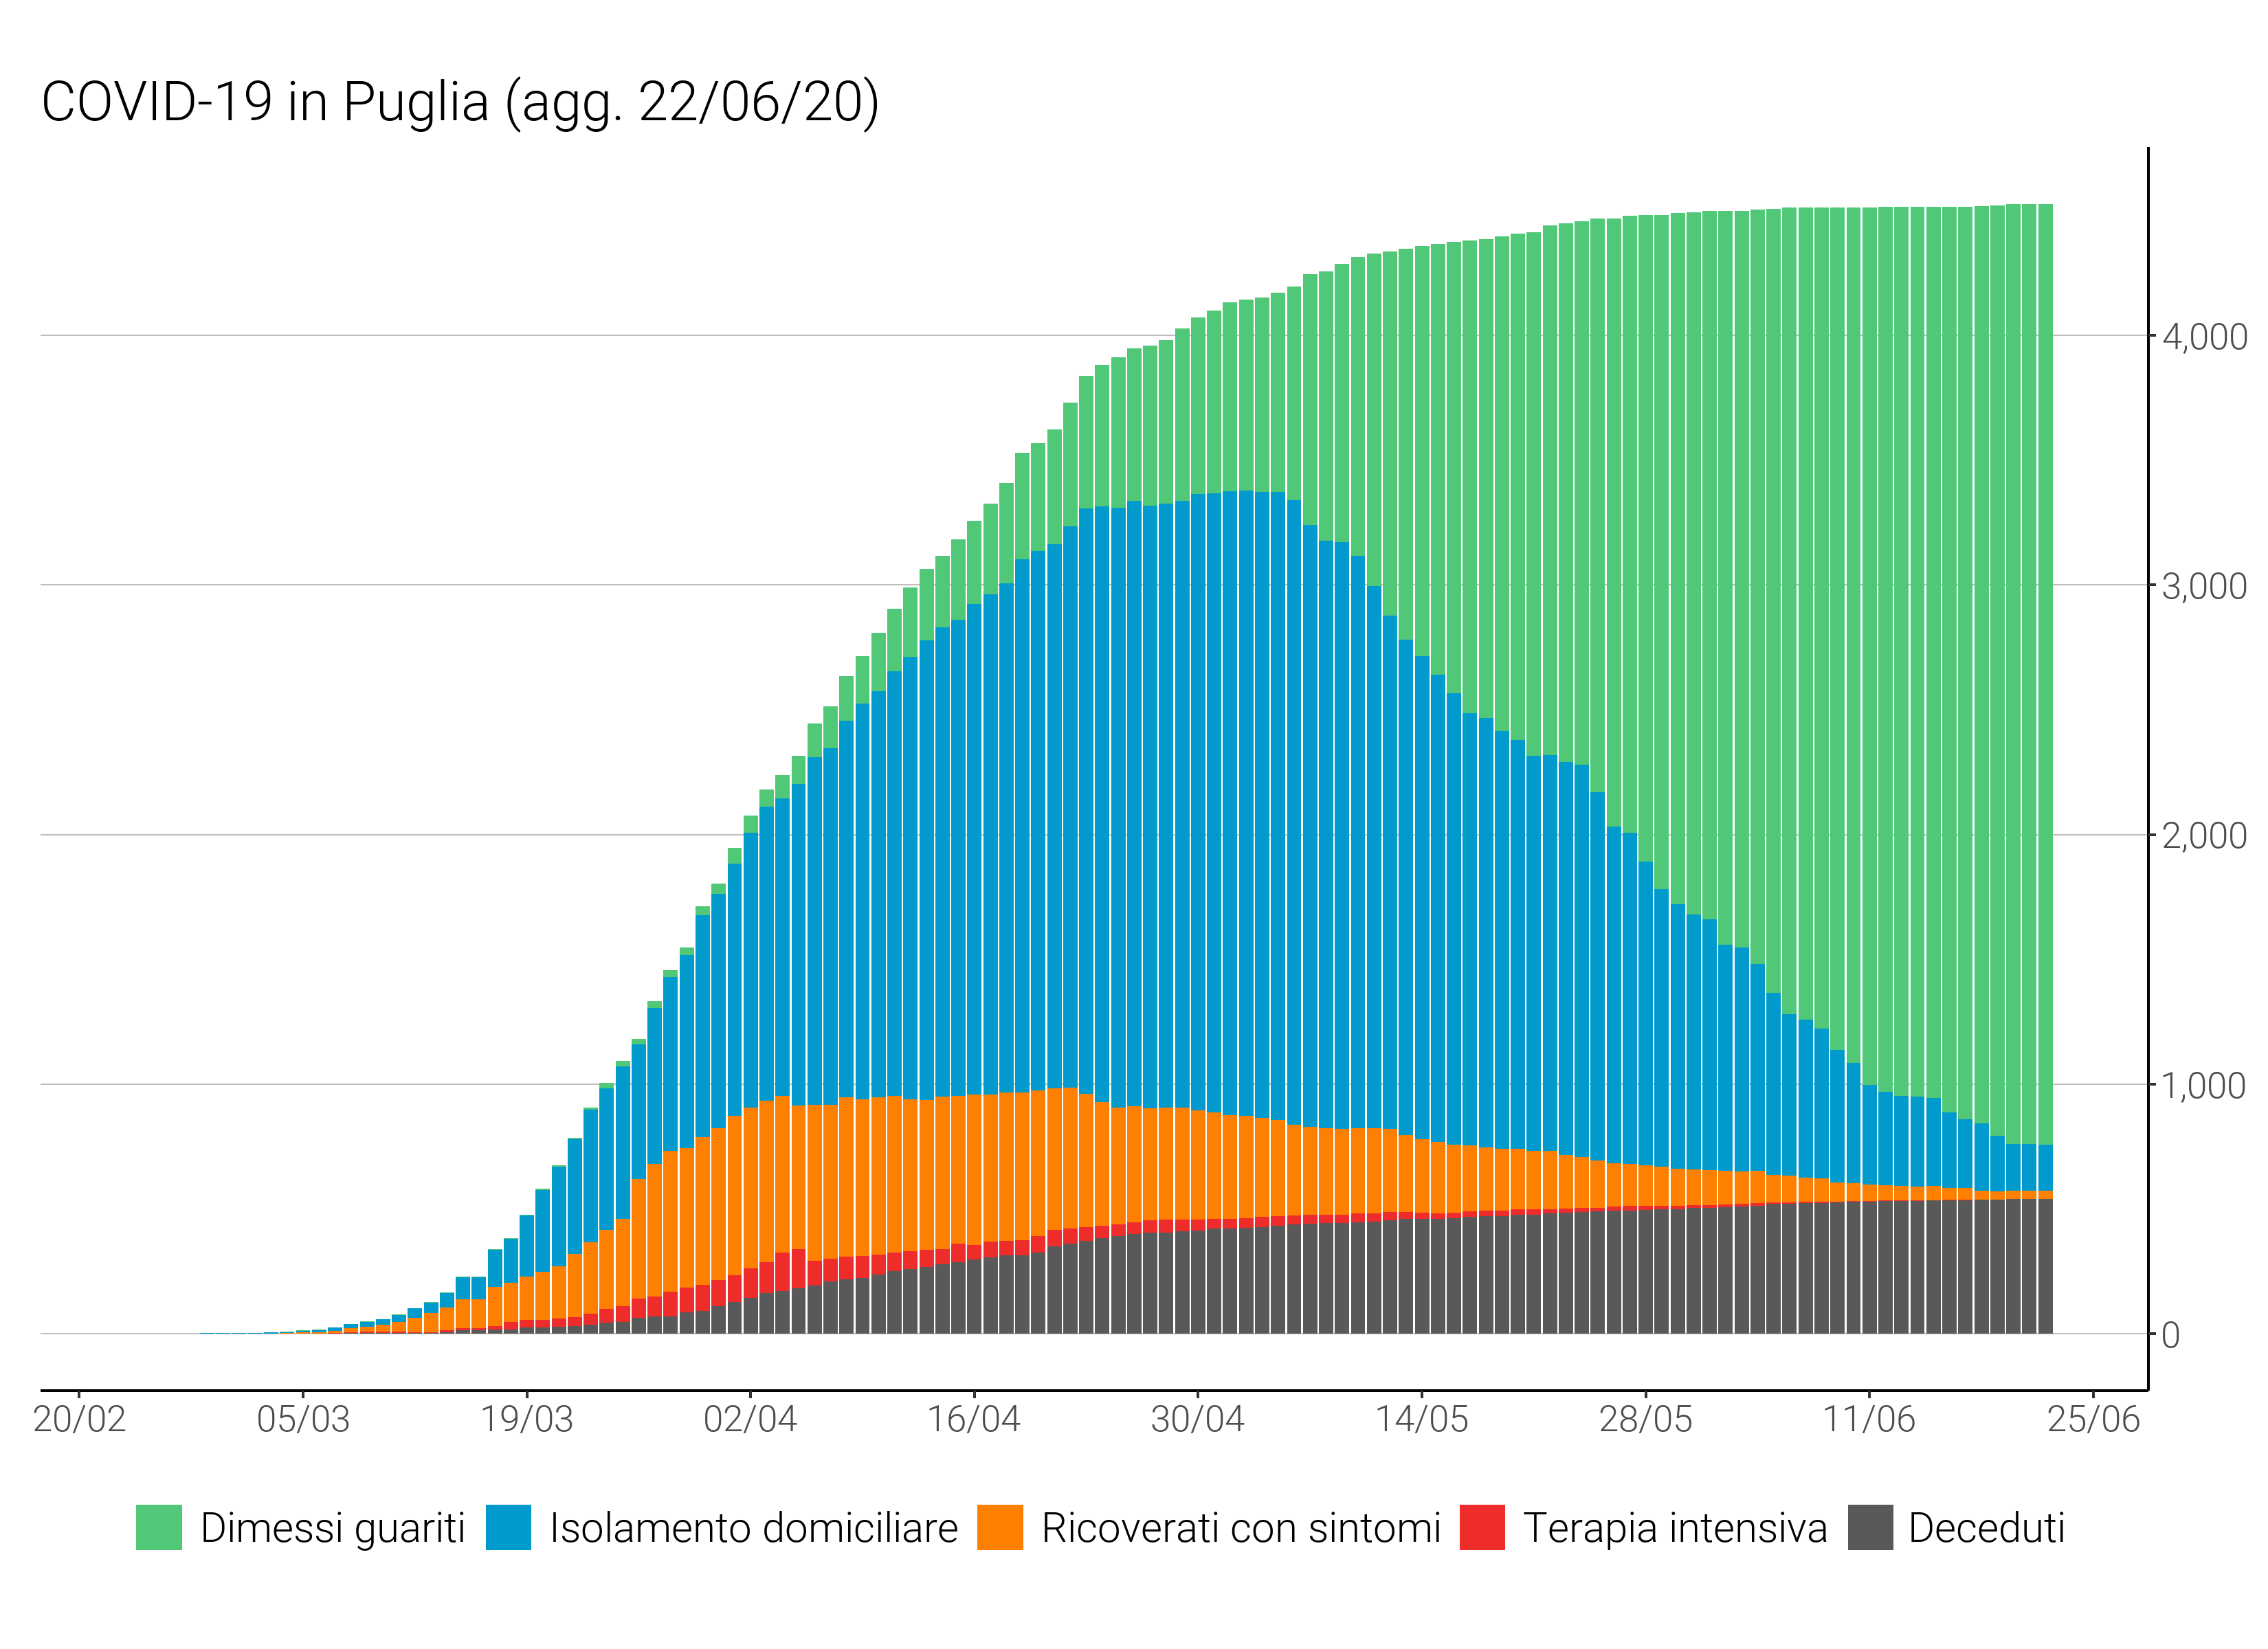 COVID-19 in Puglia (agg. 22/06/20)
4,000
3,000
2,000
1,000
0
20/02 05/03 19/03 02/04 16/04 30/04 14/05 28/05 11/06 25/06
Dimessi guariti Isolamento domiciliare Ricoverati con sintomi Terapia intensiva Deceduti